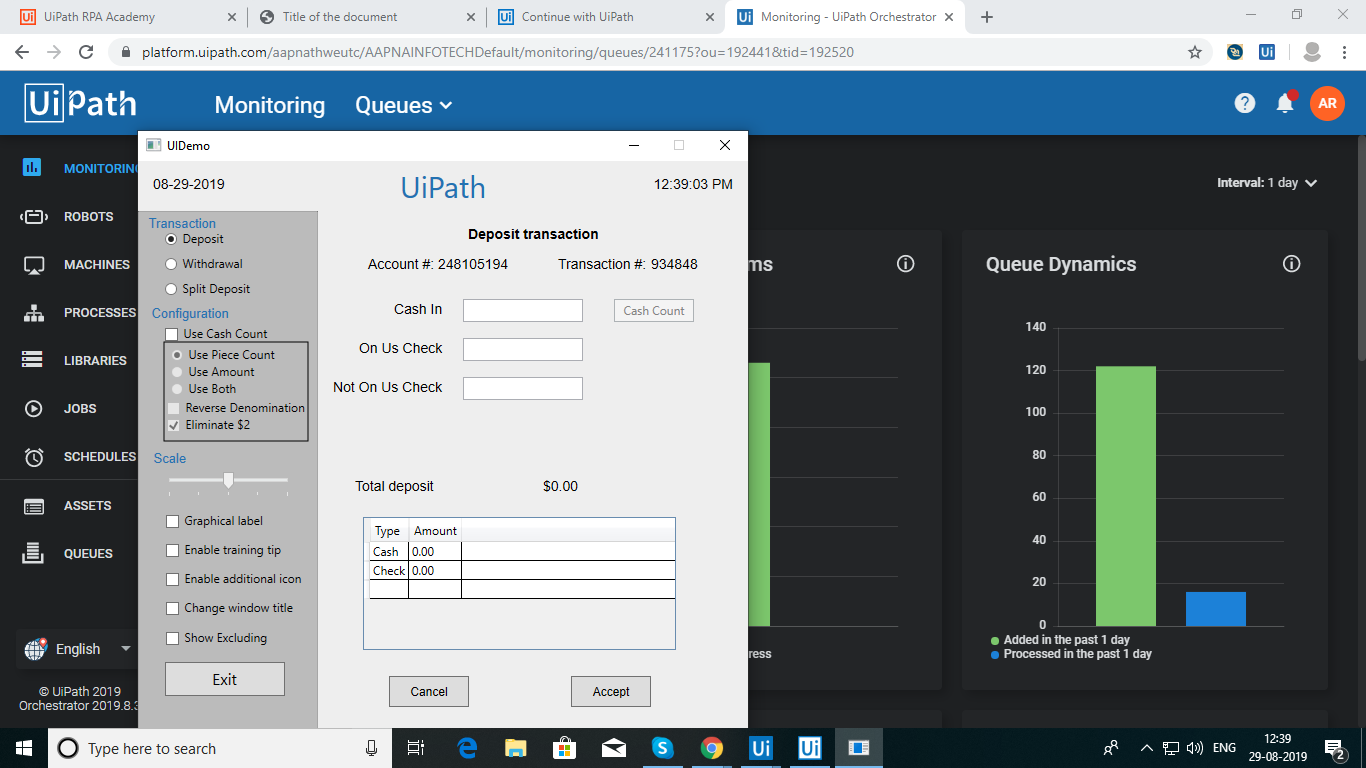 UiPath RPA Academy
Title of the document
Continue with UiPath
Monitoring - UiPath Orchestrator
platform.uipath.com/aapnathweutc/AAPNAINFOTECHDefault/monitoring/queues/241175?ou=192441&tid=192520
UiPath
Monitoring
Queues
AR
MONITORING
ROBOTS
MACHINES
PROCESSES
LIBRARIES
JOBS
SCHEDULES
ASSETS
QUEUES
English
© UiPath 2019
Orchestrator 2019.8.3
UIDemo
08-29-2019
UiPath
12:39:03 PM
Transaction
Deposit
Withdrawal
Split Deposit
Configuration
Use Cash Count
Use Piece Count
Use Amount
Use Both
Reverse Denomination
Eliminate $2
Scale
Graphical label
Enable training tip
Enable additional icon
Change window title
Show Excluding
Exit
Deposit transaction
Account #: 248105194
Transaction #: 934848
Cash In
Cash Count
On Us Check
Not On Us Check
Total deposit
$0.00
Type Amount
Cash 0.00
Check 0.00
Cancel
Accept
Interval: 1 day
ms
ress
Queue Dynamics
140
120
100
80
60
40
20
0
Added in the past 1 day
Processed in the past 1 day
Type here to search
ENG
12:39
29-08-2019
2